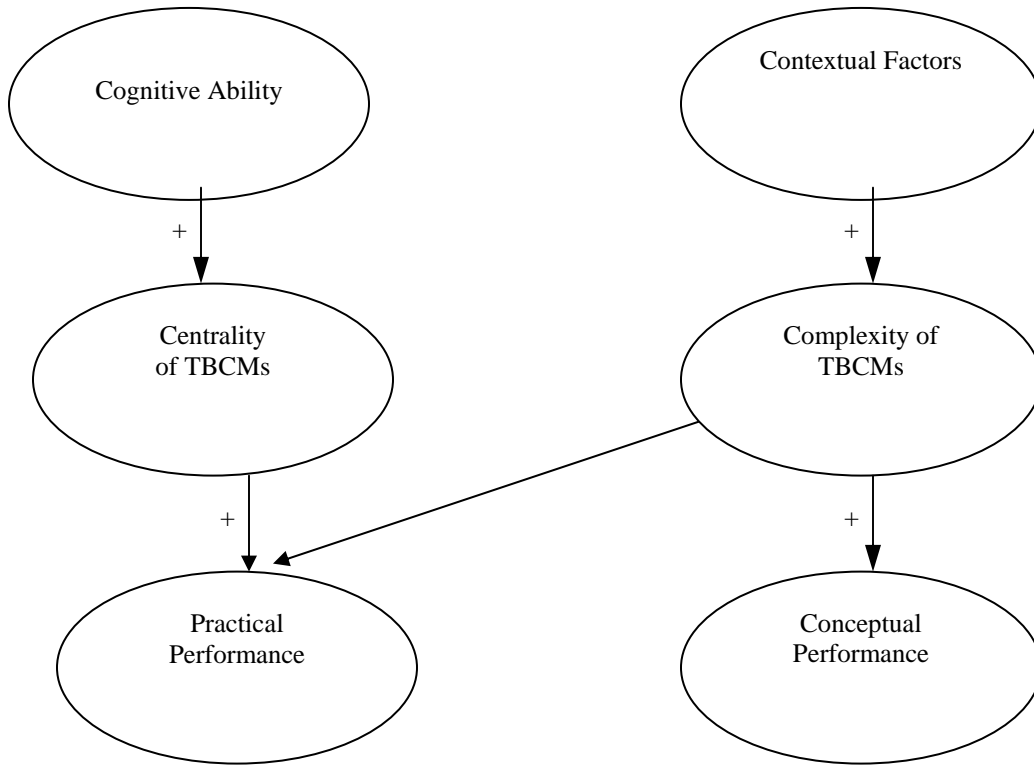 Cognitive Ability
Contextual Factors
+
+
Centrality
of TBCMs
Complexity of
TBCMs
+
+
Practical
Performance
Conceptual
Performance